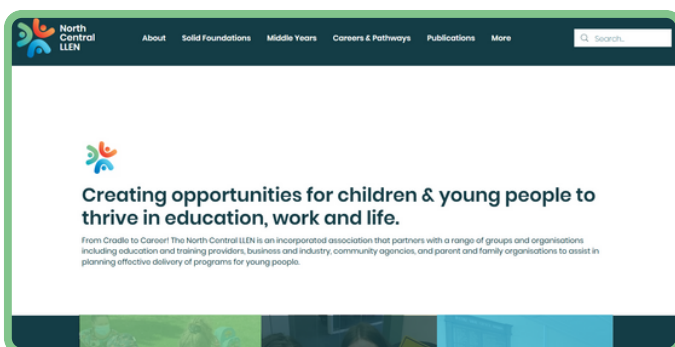 North
Central
LLEN
About Solid Foundations Middle Years Careers & Pathways Publications More Search...
Creating opportunities for children & young people to
thrive in education, work and life.
From Cradle to Career! The North Central LLEN is an incorporated association that partners with a range of groups and organisations
including education and training providers, business and industry, community agencies, and parent and family organisations to assist in
planning effective delivery of programs for young people.